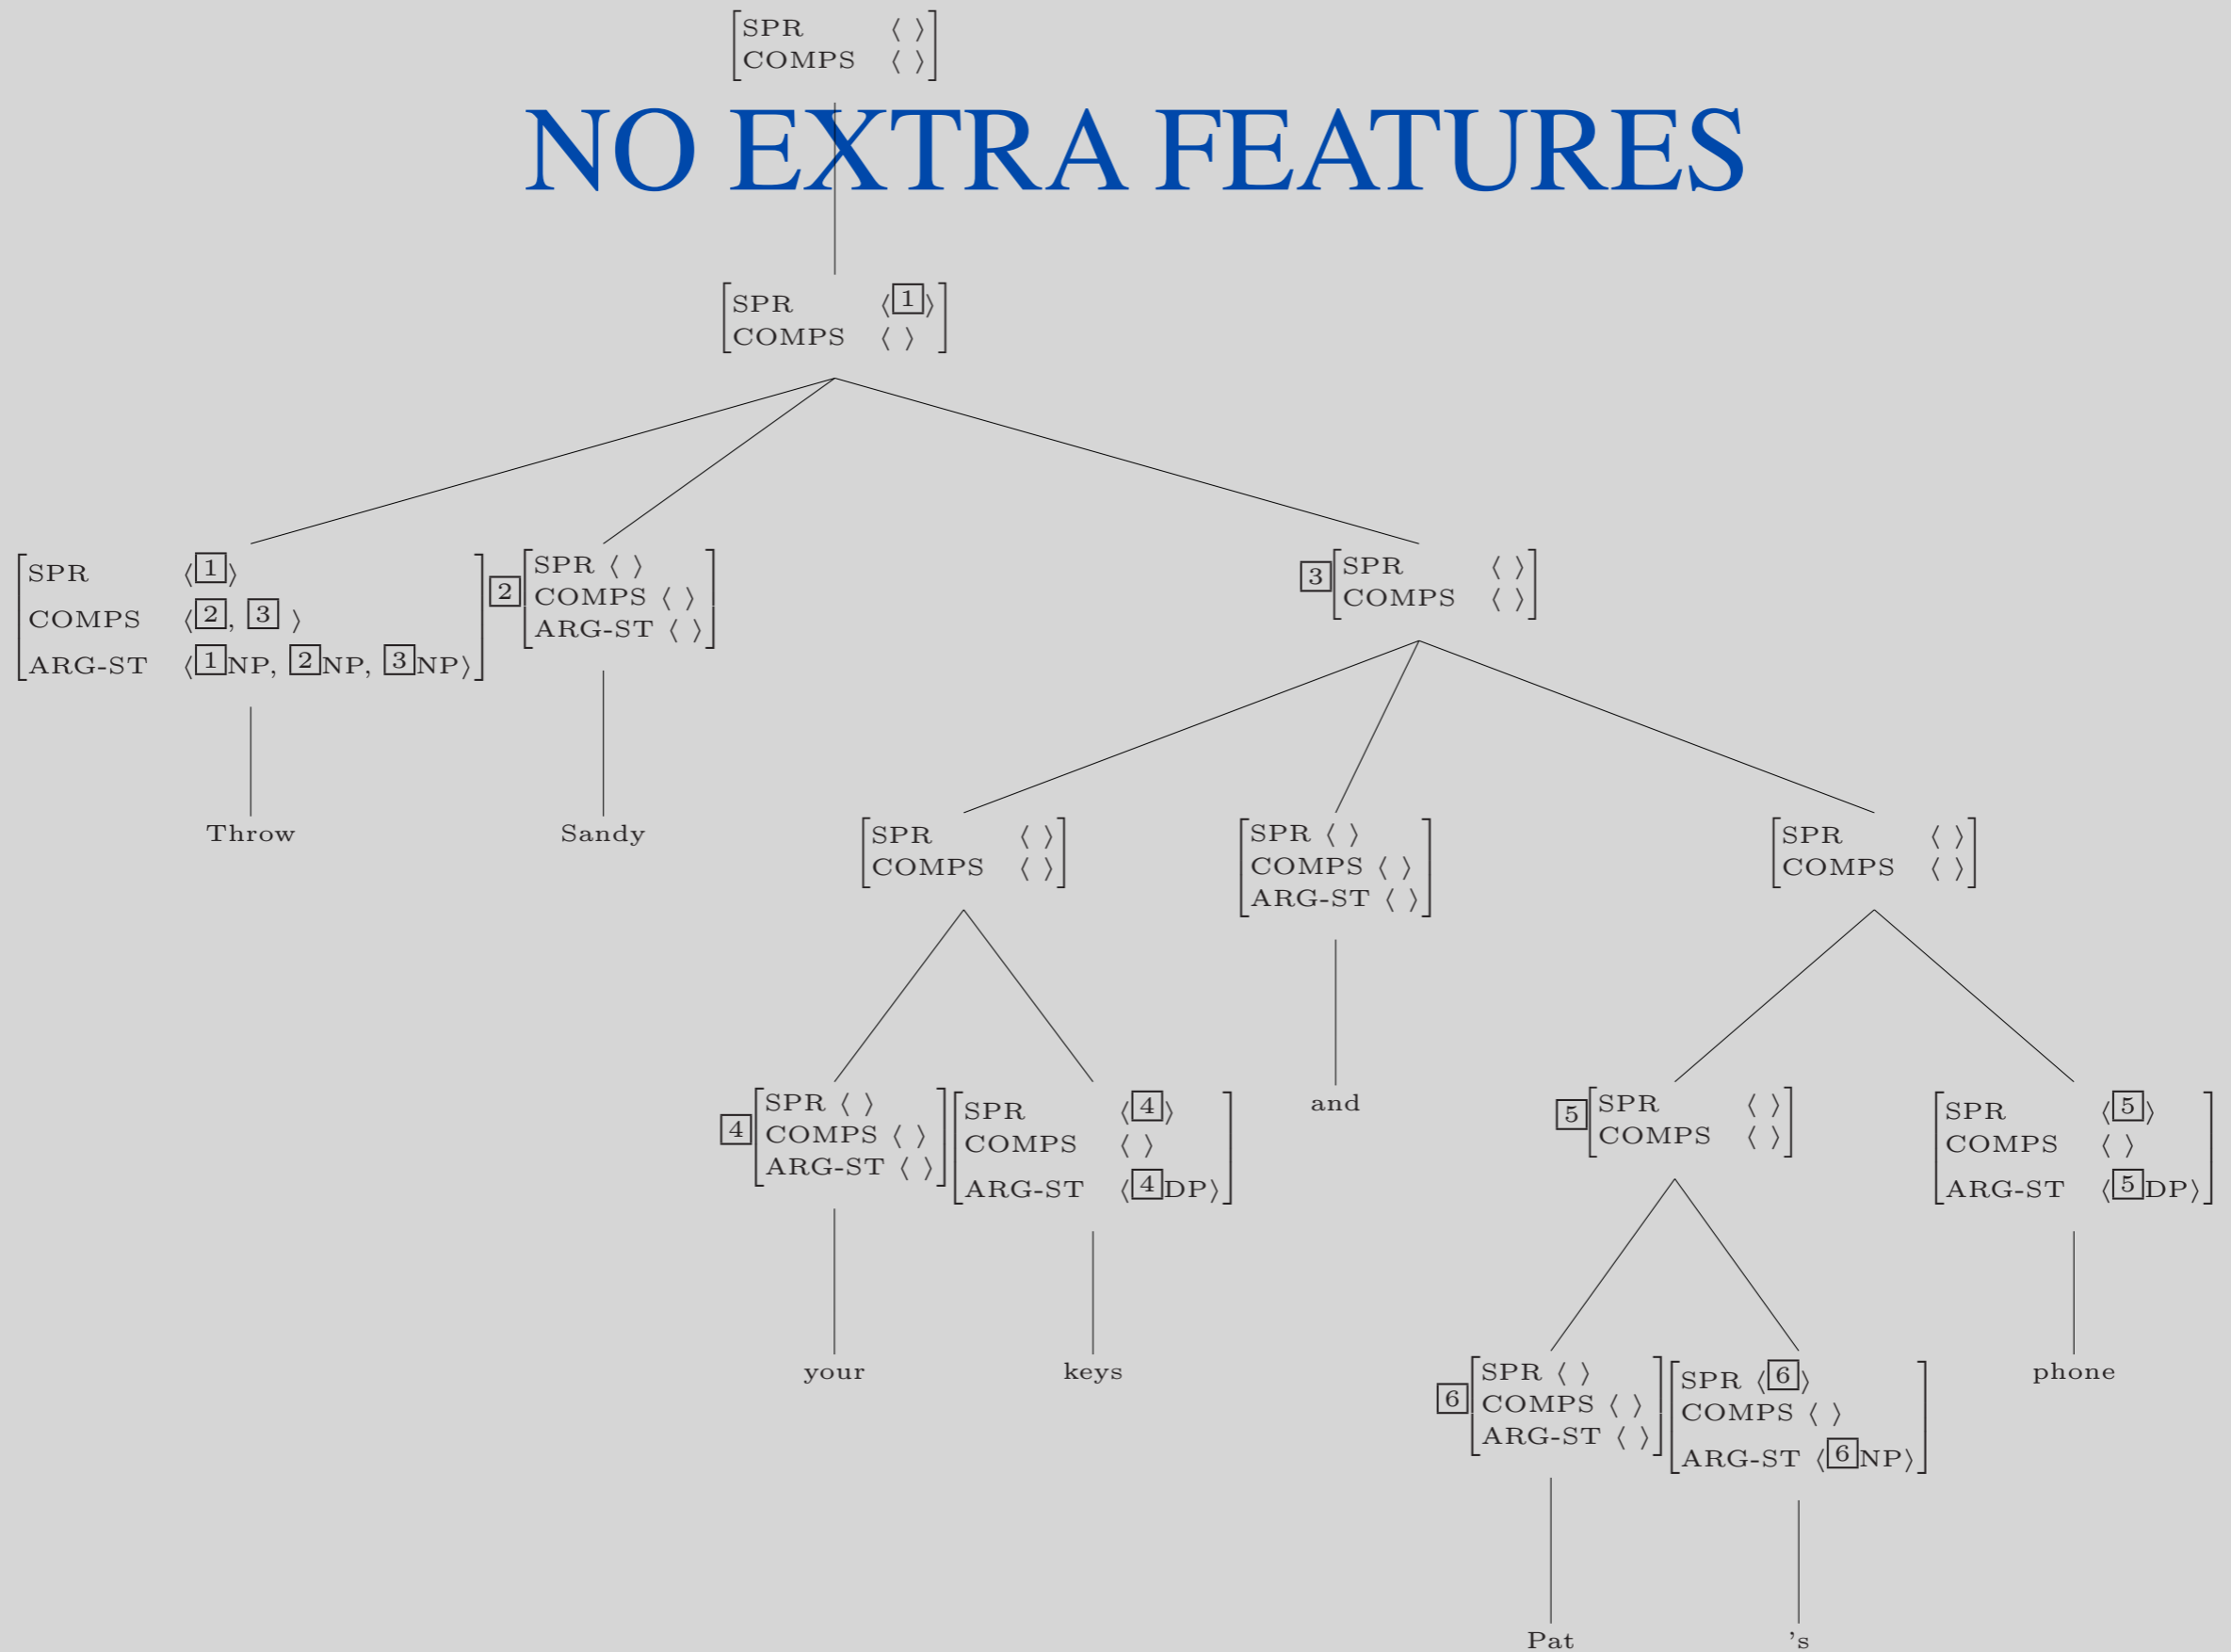 SPR ⟨ ⟩
COMPS ⟨ ⟩
NO EXTRA FEATURES
SPR ⟨1⟩
COMPS ⟨ ⟩
SPR ⟨1⟩
COMPS ⟨2, 3 ⟩
ARG-ST ⟨1NP, 2NP, 3NP⟩
2
SPR ⟨ ⟩
COMPS ⟨ ⟩
ARG-ST ⟨ ⟩
3
SPR ⟨ ⟩
COMPS ⟨ ⟩
Throw
Sandy
SPR ⟨ ⟩
COMPS ⟨ ⟩
SPR ⟨ ⟩
COMPS ⟨ ⟩
ARG-ST ⟨ ⟩
SPR ⟨ ⟩
COMPS ⟨ ⟩
4
SPR ⟨ ⟩
COMPS ⟨ ⟩
ARG-ST ⟨ ⟩
SPR ⟨4⟩
COMPS ⟨ ⟩
ARG-ST ⟨4DP⟩
and
5
SPR ⟨ ⟩
COMPS ⟨ ⟩
SPR ⟨5⟩
COMPS ⟨ ⟩
ARG-ST ⟨5DP⟩
your
keys
6
SPR ⟨ ⟩
COMPS ⟨ ⟩
ARG-ST ⟨ ⟩
SPR ⟨6⟩
COMPS ⟨ ⟩
ARG-ST ⟨6NP⟩
phone
Pat
’s